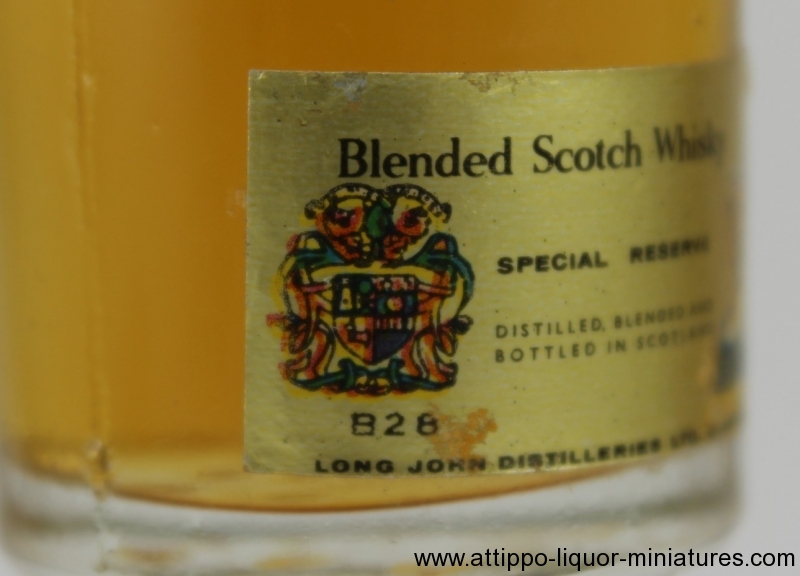 Blended Scotch Whisky
SPECIAL RESERVE
DISTILLED, BLENDED AND
BOTTLED IN SCOTLAND
B28
LONG JOHN DISTILLERIES LTD.
www.attippo-liquor-miniatures.com